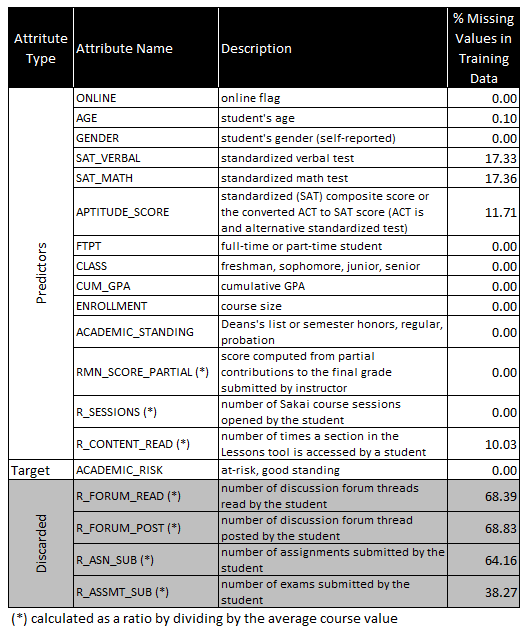 Attritute Type Attribute Name Description % Missing Values in Training Data
Predictors
ONLINE online flag 0.00
AGE student's age 0.10
GENDER student's gender (self-reported) 0.00
SAT_VERBAL standardized verbal test 17.33
SAT_MATH standardized math test 17.36
APTITUDE_SCORE standardized (SAT) composite score or
the converted ACT to SAT score (ACT is
and alternative standardized test) 11.71
FTPT full-time or part-time student 0.00
CLASS freshman, sophomore, junior, senior 0.00
CUM_GPA cumulative GPA 0.00
ENROLLMENT course size 0.00
ACADEMIC_STANDING Deans's list or semester honors, regular,
probation 0.00
RMN_SCORE_PARTIAL (*) score computed from partial
contributions to the final grade
submitted by instructor 0.00
R_SESSIONS (*) number of Sakai course sessions
opened by the student 0.00
R_CONTENT_READ (*) number of times a section in the
Lessons tool is accessed by a student 10.03
Target ACADEMIC_RISK at-risk, good standing 0.00
Discarded
R_FORUM_READ (*) number of discussion forum threads
read by the student 68.39
R_FORUM_POST (*) number of discussion forum thread
posted by the student 68.83
R_ASN_SUB (*) number of assignments submitted by the
student 64.16
R_ASSMT_SUB (*) number of exams submitted by the
student 38.27
(*) calculated as a ratio by dividing by the average course value